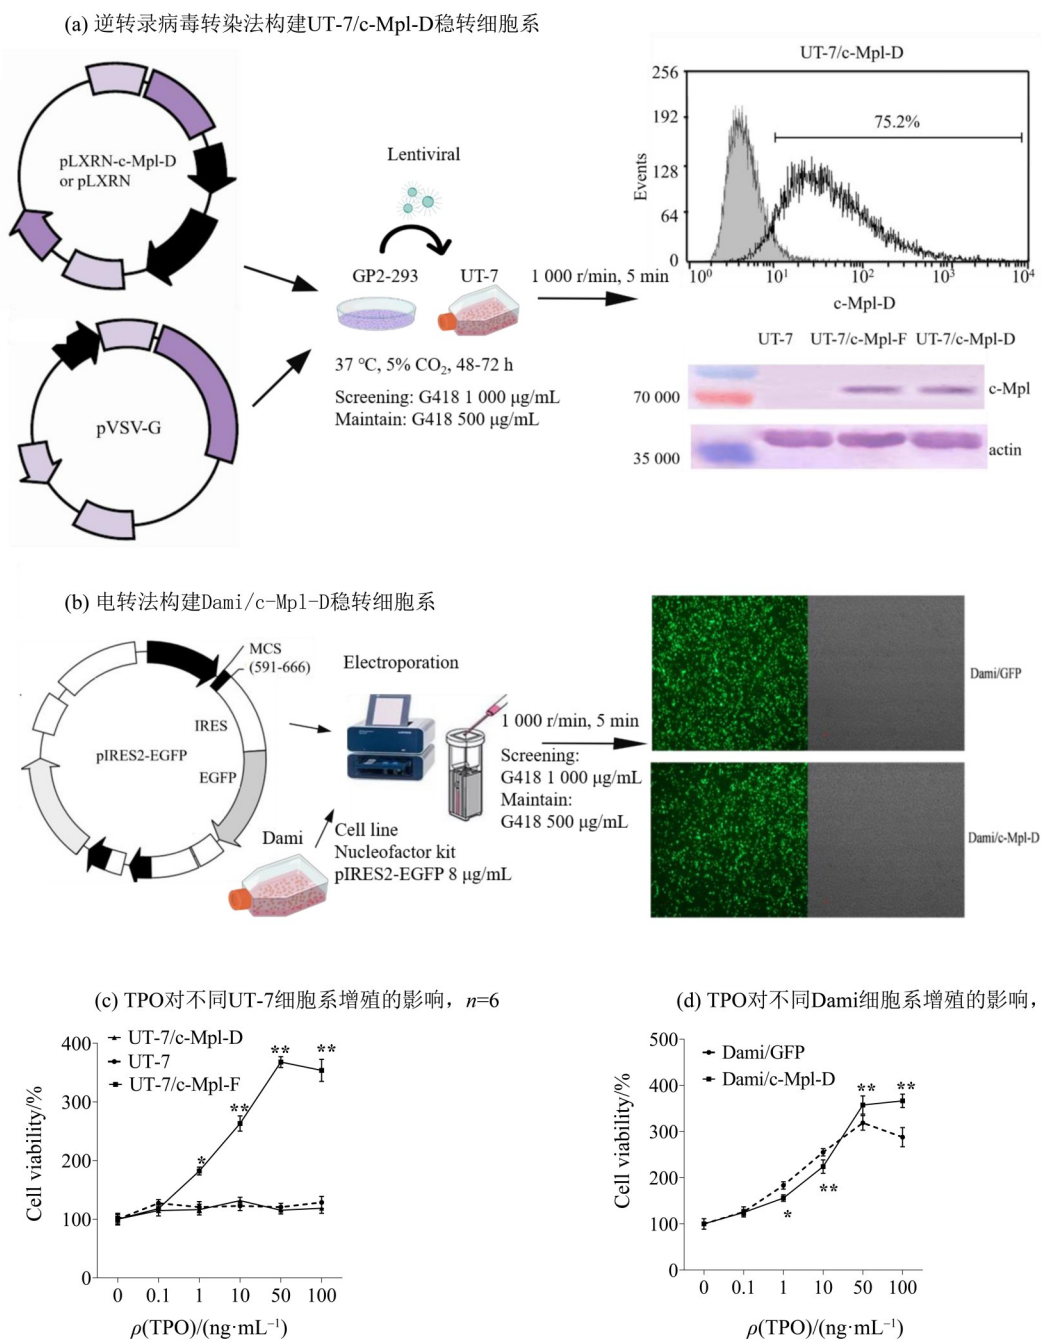 (a) 逆转录病毒转染法构建UT-7/c-Mpl-D稳转细胞系
pLXRN-c-Mpl-D
or pLXRN
pVSV-G
Lentiviral
GP2-293
UT-7
37 ℃, 5% CO₂, 48-72 h
Screening: G418 1 000 μg/mL
Maintain: G418 500 μg/mL
1 000 r/min, 5 min
UT-7/c-Mpl-D
256
192
128
64
0
Events
75.2%
10⁰
10¹
10²
10³
10⁴
c-Mpl-D
UT-7 UT-7/c-Mpl-F UT-7/c-Mpl-D
70 000
c-Mpl
35 000
actin
(b) 电转法构建Dami/c-Mpl-D稳转细胞系
MCS
(591-666)
IRES
pIRES2-EGFP
EGFP
Electroporation
Dami
Cell line
Nucleofactor kit
pIRES2-EGFP 8 μg/mL
1 000 r/min, 5 min
Screening:
G418 1 000 μg/mL
Maintain:
G418 500 μg/mL
Dami/GFP
Dami/c-Mpl-D
(c) TPO对不同UT-7细胞系增殖的影响，n=6
UT-7/c-Mpl-D
UT-7
UT-7/c-Mpl-F
400
300
200
100
0
Cell viability/%
*
**
**
**
0 0.1 1 10 50 100
ρ(TPO)/(ng·mL⁻¹)
(d) TPO对不同Dami细胞系增殖的影响，
Dami/GFP
Dami/c-Mpl-D
500
400
300
200
100
0
Cell viability/%
*
**
**
**
0 0.1 1 10 50 100
ρ(TPO)/(ng·mL⁻¹)